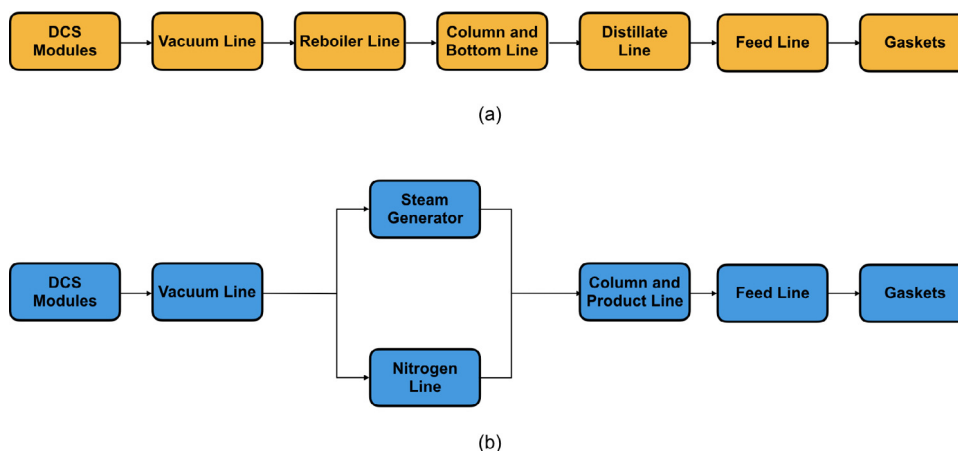 DCS
Modules
Vacuum Line
Reboiler Line
Column and
Bottom Line
Distillate
Line
Feed Line
Gaskets
(a)
Steam
Generator
DCS
Modules
Vacuum Line
Column and
Product Line
Feed Line
Gaskets
Nitrogen
Line
(b)